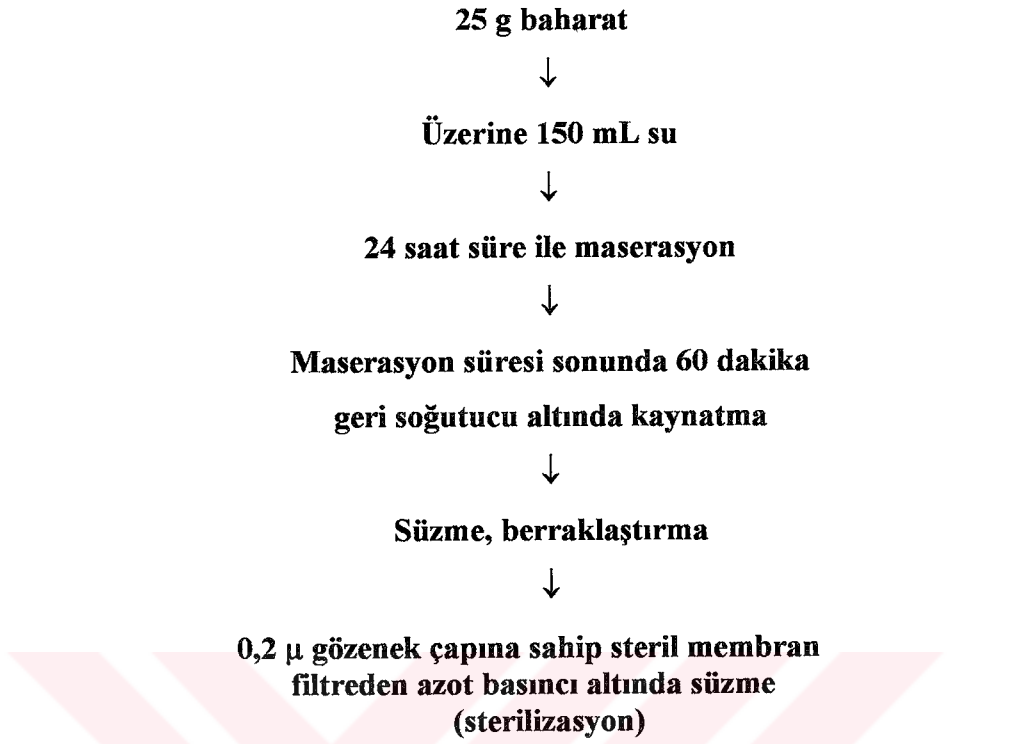 25 g baharat
↓
Üzerine 150 mL su
↓
24 saat süre ile maserasyon
↓
Maserasyon süresi sonunda 60 dakika
geri soğutucu altında kaynatma
↓
Süzme, berraklaştırma
↓
0,2 µ gözenek çapına sahip steril membran
filtreden azot basıncı altında süzme
(sterilizasyon)